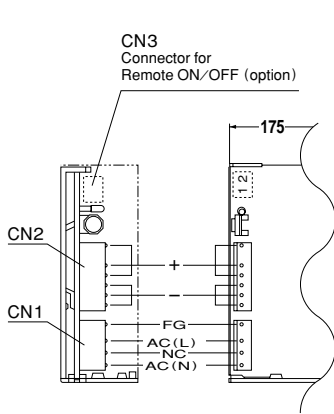 CN3
Connector for
Remote ON／OFF (option)
175
1 2
CN2
+
−
CN1
FG
AC(L)
NC
AC(N)